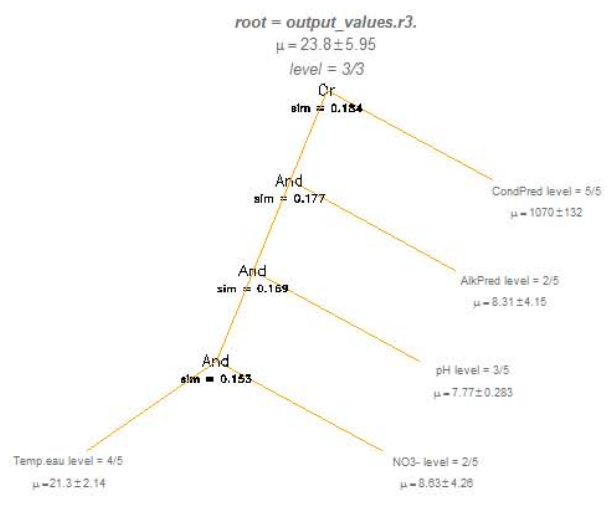 root = output_values.r3.
μ = 23.8±5.95
level = 3/3
Or
sim = 0.184
CondPred level = 5/5
μ = 1070±132
And
sim = 0.177
AlkPred level = 2/5
μ = 8.31±4.15
And
sim = 0.169
pH level = 3/5
μ = 7.77±0.283
And
sim = 0.153
Temp.eau level = 4/5
μ = 21.3±2.14
NO3- level = 2/5
μ = 8.63±4.26